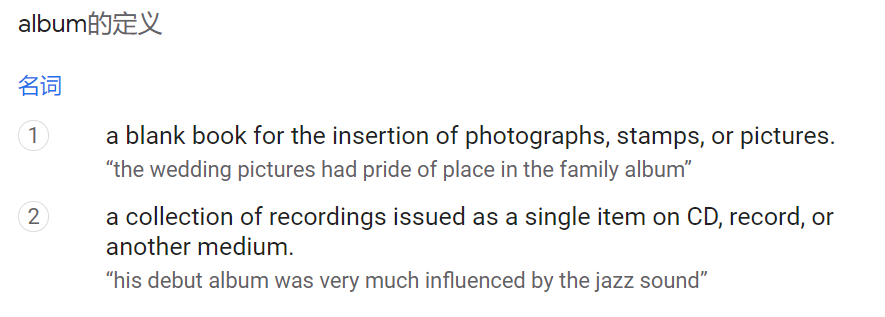 album的定义
名词
1 a blank book for the insertion of photographs, stamps, or pictures.
“the wedding pictures had pride of place in the family album”
2 a collection of recordings issued as a single item on CD, record, or
another medium.
“his debut album was very much influenced by the jazz sound”